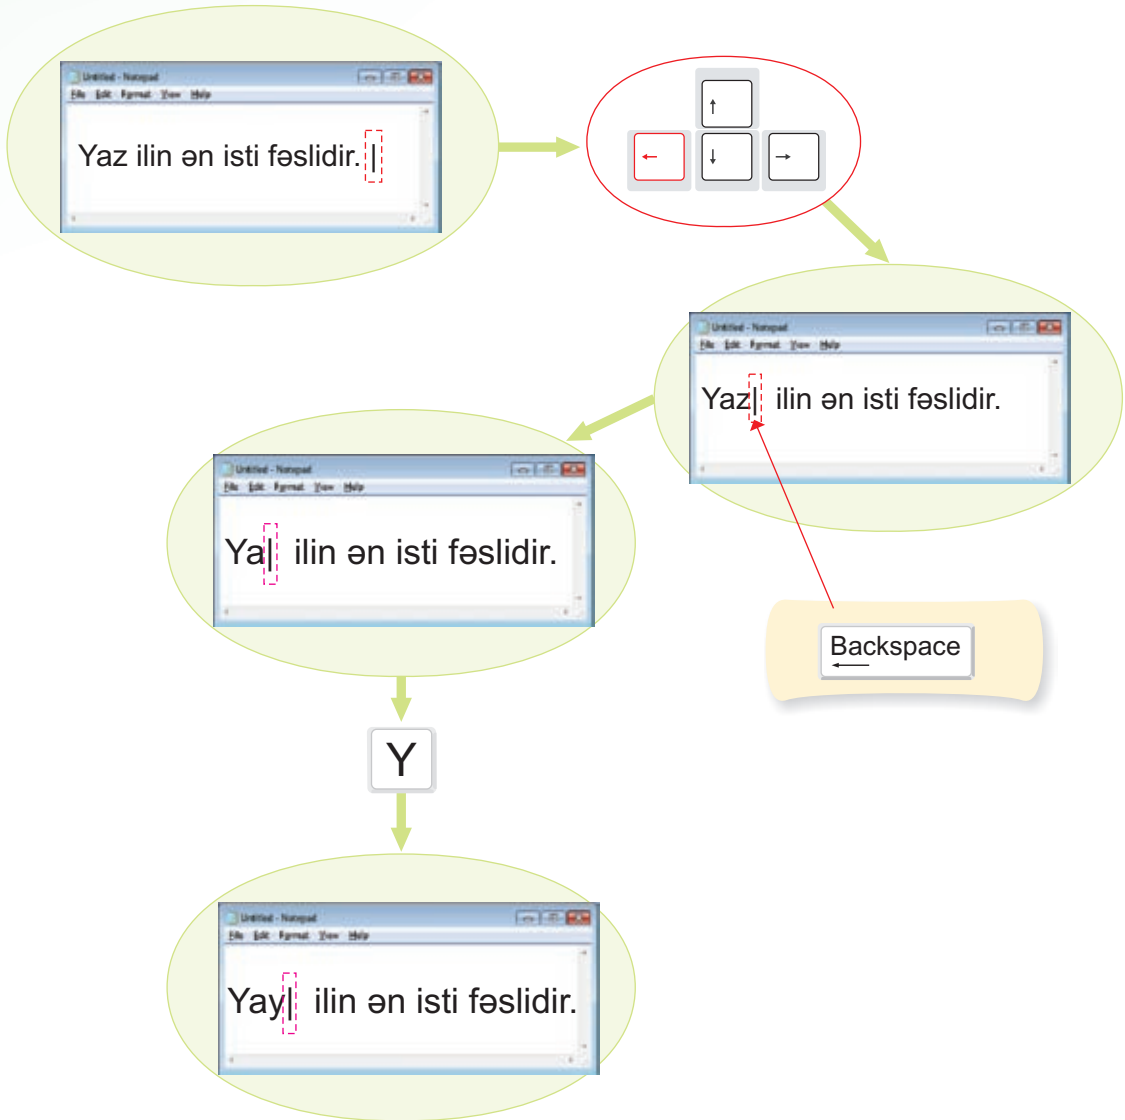 Untitled - Notepad
File Edit Format View Help
Yaz ilin ən isti fəslidir. |
↑
← ↓ →
Untitled - Notepad
File Edit Format View Help
Yaz| ilin ən isti fəslidir.
Untitled - Notepad
File Edit Format View Help
Ya| ilin ən isti fəslidir.
Backspace
←
Y
Untitled - Notepad
File Edit Format View Help
Yay| ilin ən isti fəslidir.